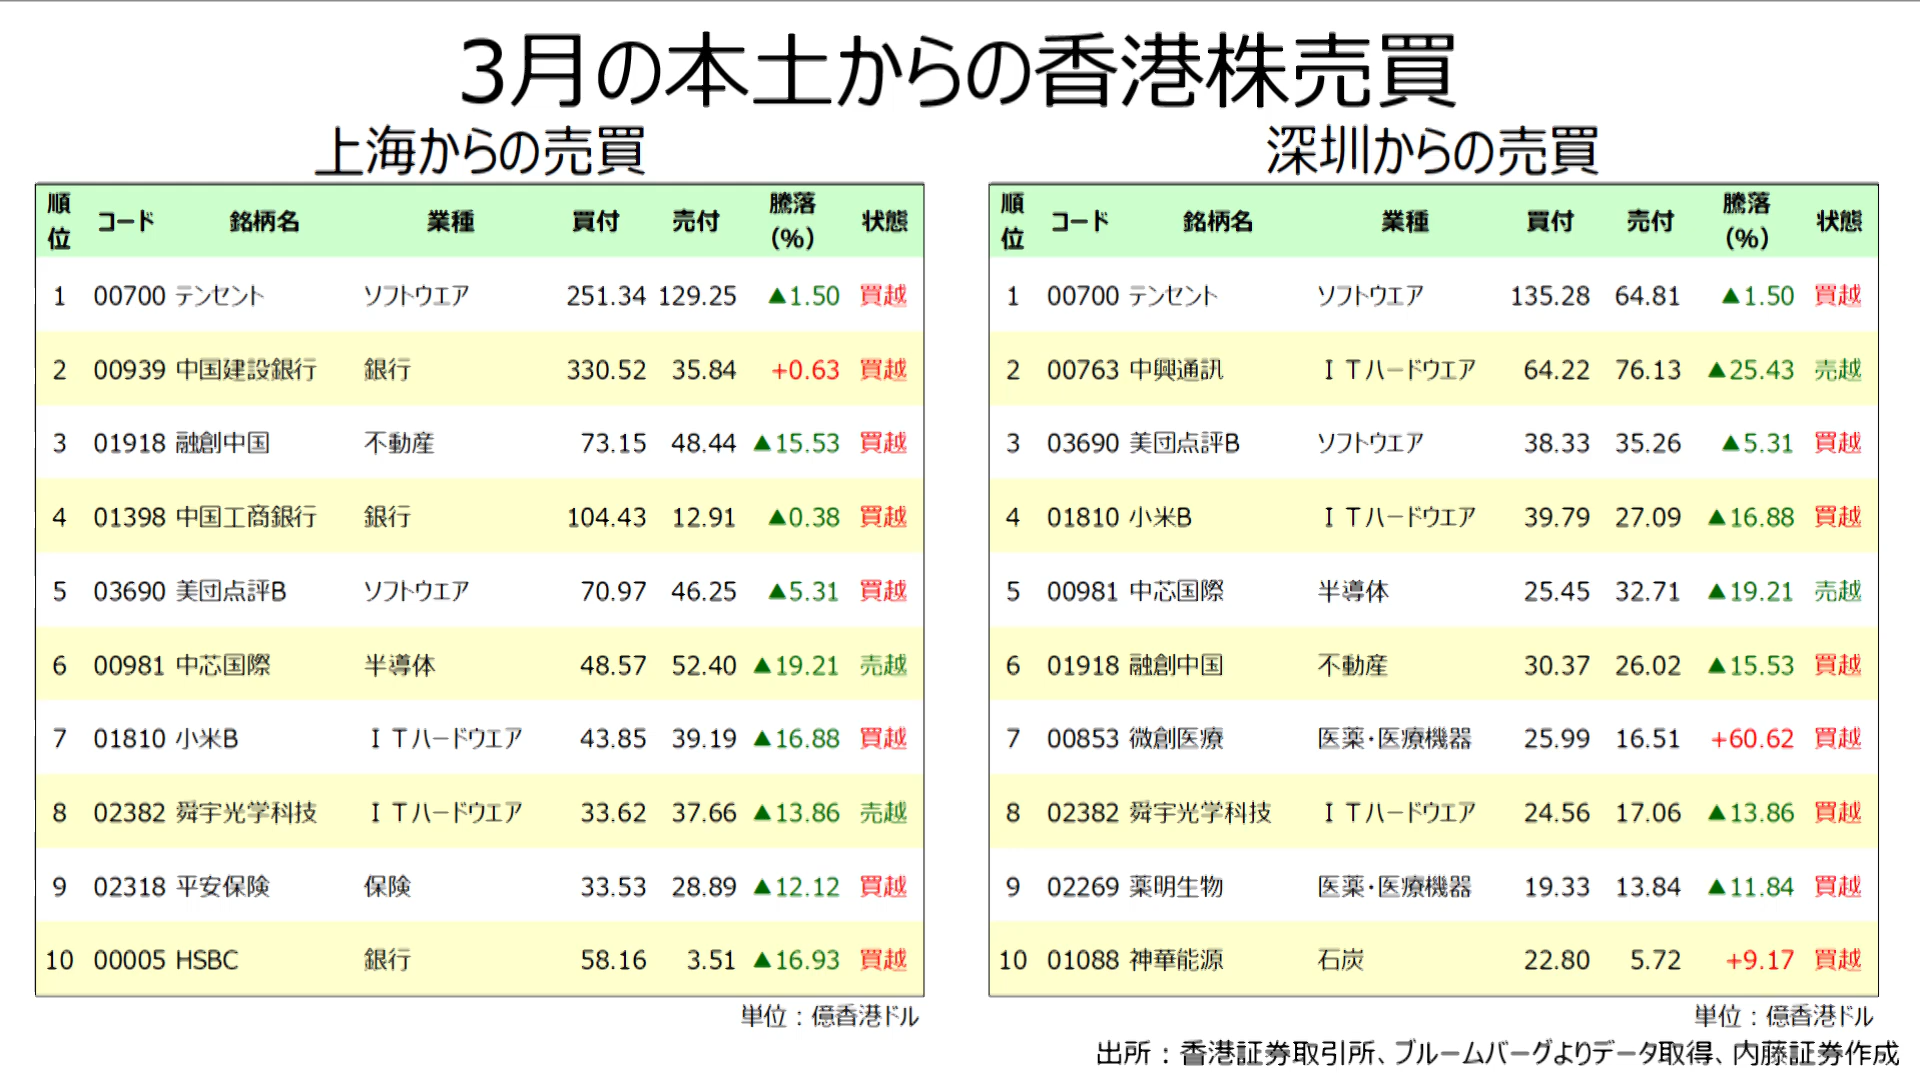 3月の本土からの香港株売買
上海からの売買
順位 コード 銘柄名 業種 買付 売付 騰落(%) 状態
1 00700 テンセント ソフトウエア 251.34 129.25 ▲1.50 買越
2 00939 中国建設銀行 銀行 330.52 35.84 +0.63 買越
3 01918 融創中国 不動産 73.15 48.44 ▲15.53 買越
4 01398 中国工商銀行 銀行 104.43 12.91 ▲0.38 買越
5 03690 美団点評B ソフトウエア 70.97 46.25 ▲5.31 買越
6 00981 中芯国際 半導体 48.57 52.40 ▲19.21 売越
7 01810 小米B ITハードウエア 43.85 39.19 ▲16.88 買越
8 02382 舜宇光学科技 ITハードウエア 33.62 37.66 ▲13.86 売越
9 02318 平安保険 保険 33.53 28.89 ▲12.12 買越
10 00005 HSBC 銀行 58.16 3.51 ▲16.93 買越
単位：億香港ドル
深圳からの売買
順位 コード 銘柄名 業種 買付 売付 騰落(%) 状態
1 00700 テンセント ソフトウエア 135.28 64.81 ▲1.50 買越
2 00763 中興通訊 ITハードウエア 64.22 76.13 ▲25.43 売越
3 03690 美団点評B ソフトウエア 38.33 35.26 ▲5.31 買越
4 01810 小米B ITハードウエア 39.79 27.09 ▲16.88 買越
5 00981 中芯国際 半導体 25.45 32.71 ▲19.21 売越
6 01918 融創中国 不動産 30.37 26.02 ▲15.53 買越
7 00853 微創医療 医薬・医療機器 25.99 16.51 +60.62 買越
8 02382 舜宇光学科技 ITハードウエア 24.56 17.06 ▲13.86 買越
9 02269 薬明生物 医薬・医療機器 19.33 13.84 ▲11.84 買越
10 01088 神華能源 石炭 22.80 5.72 +9.17 買越
単位：億香港ドル
出所：香港証券取引所、ブルームバーグよりデータ取得、内藤証券作成